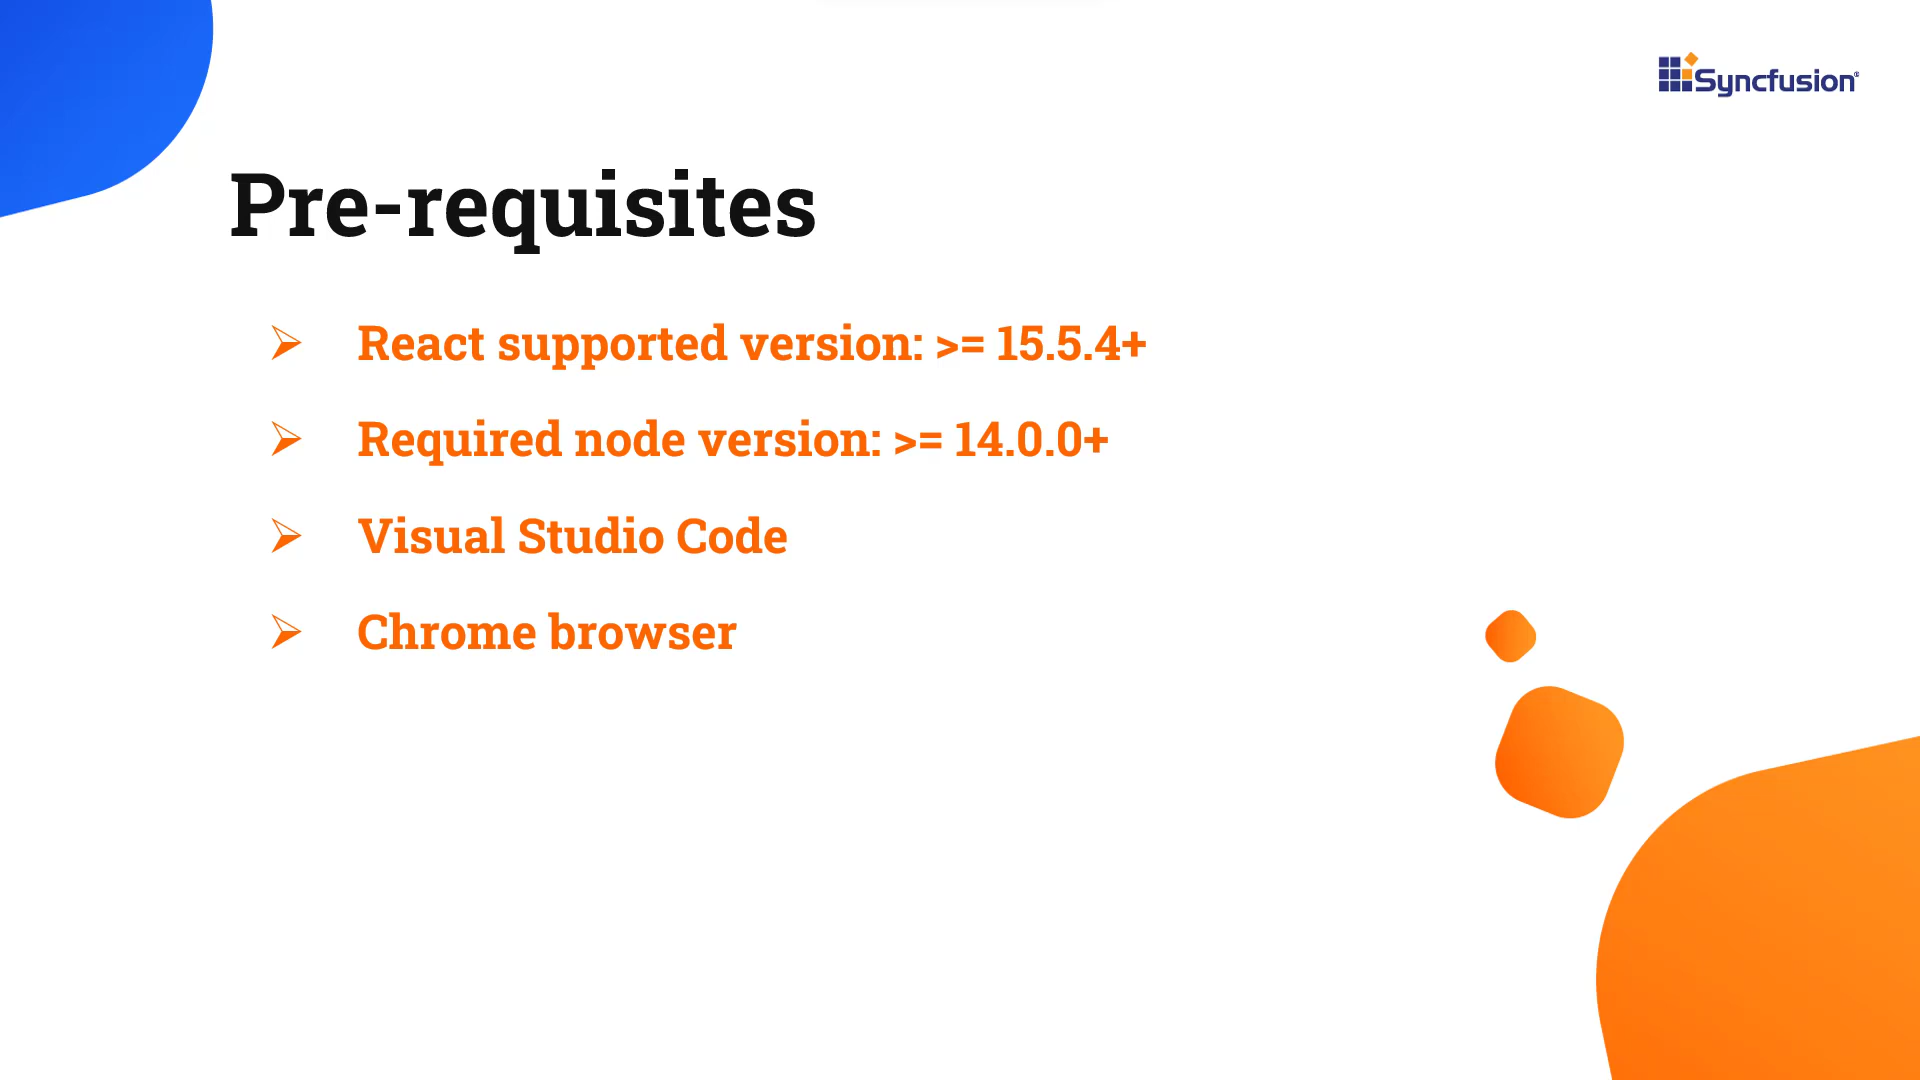 Syncfusion®
Pre-requisites
➢ React supported version: >= 15.5.4+
➢ Required node version: >= 14.0.0+
➢ Visual Studio Code
➢ Chrome browser